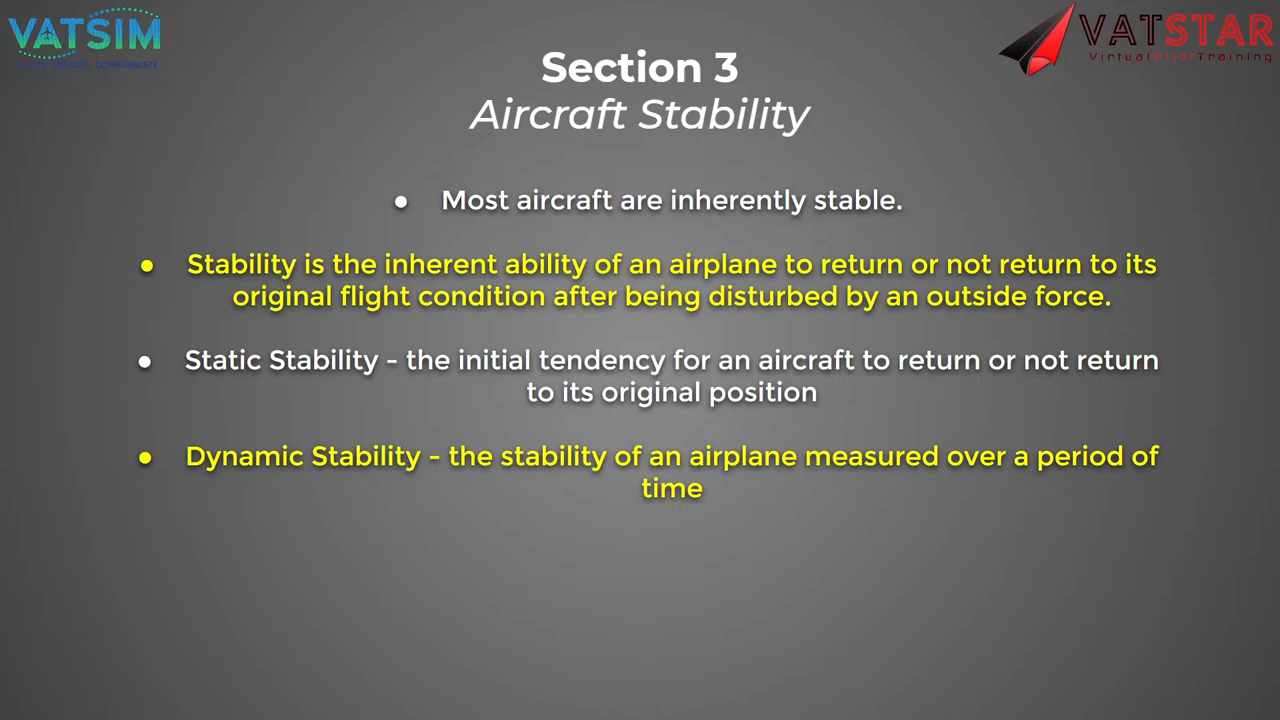 VATSIM
VATSTAR
VirtualPilotTraining
Section 3
Aircraft Stability
● Most aircraft are inherently stable.
● Stability is the inherent ability of an airplane to return or not return to its
original flight condition after being disturbed by an outside force.
● Static Stability - the initial tendency for an aircraft to return or not return
to its original position
● Dynamic Stability - the stability of an airplane measured over a period of
time